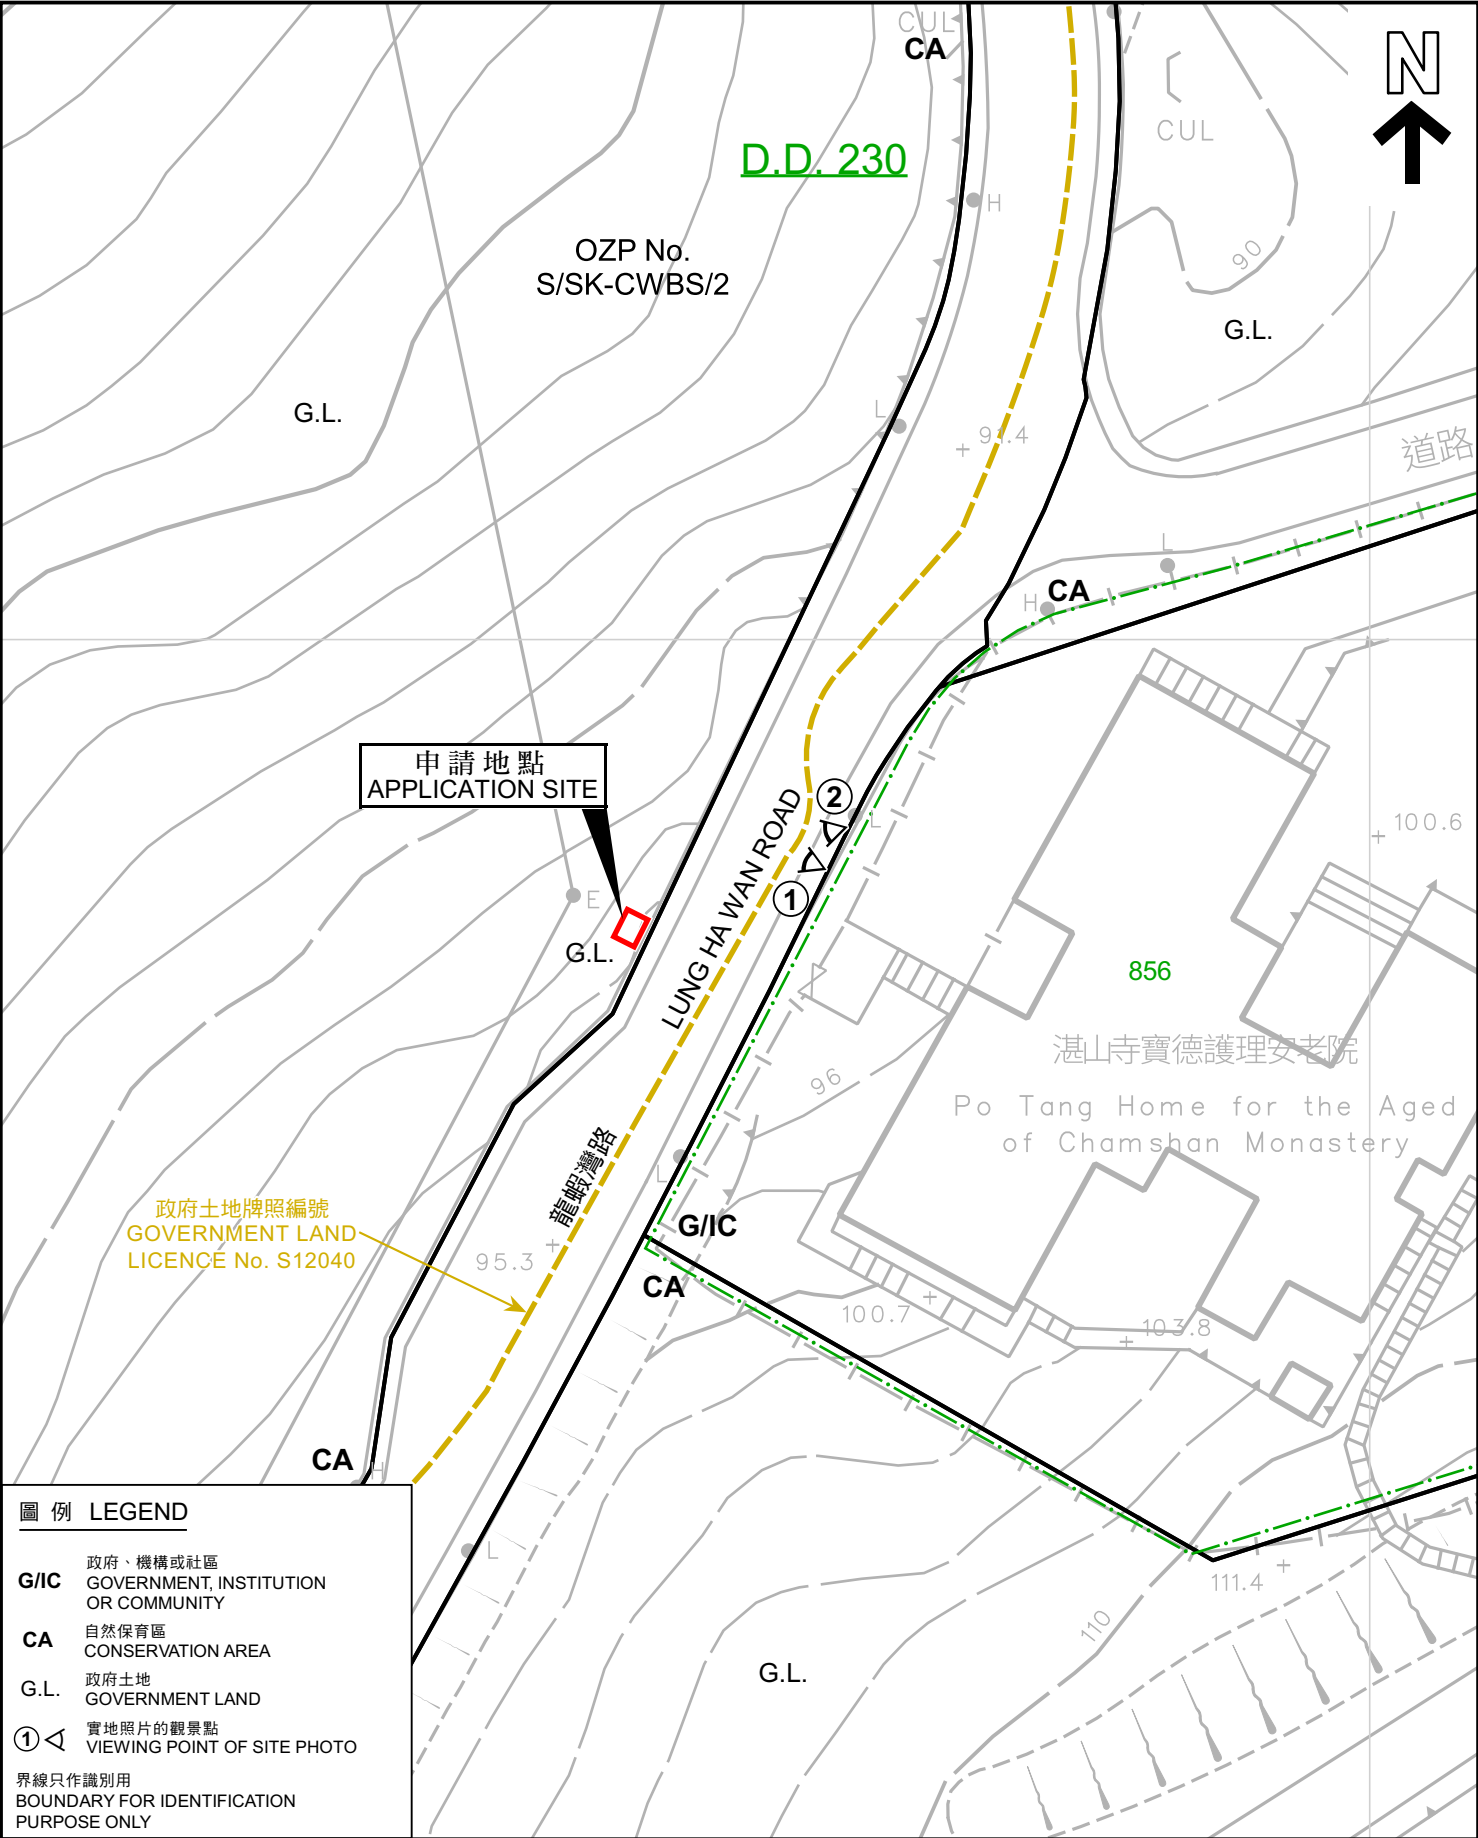 CUL
CA
N
CUL
D.D. 230
H
OZP No.
S/SK-CWBS/2
90
G.L.
G.L.
L
91.4
道路
L
H
CA
申請地點
APPLICATION SITE
2
LUNG HA WAN ROAD
L
100.6
1
E
G.L.
856
湛山寺寶德護理安老院
96
Po Tang Home for the Aged
of Chamshan Monastery
龍蝦灣路
L
政府土地牌照編號
GOVERNMENT LAND
LICENCE No. S12040
G/IC
95.3
CA
100.7
103.8
CA
H
圖例 LEGEND
G/IC 政府、機構或社區
GOVERNMENT, INSTITUTION
OR COMMUNITY
CA 自然保育區
CONSERVATION AREA
G.L. 政府土地
GOVERNMENT LAND
1 實地照片的觀景點
VIEWING POINT OF SITE PHOTO
界線只作識別用
BOUNDARY FOR IDENTIFICATION
PURPOSE ONLY
L
111.4
110
G.L.